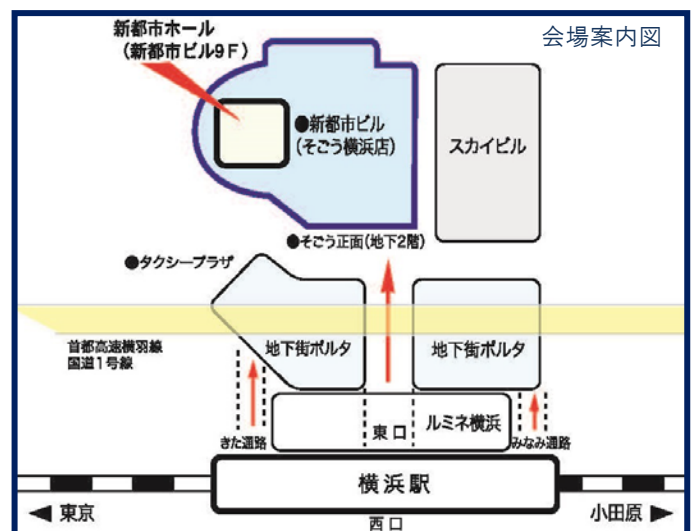 会場案内図
新都市ホール
(新都市ビル9F)
●新都市ビル
(そごう横浜店)
スカイビル
●そごう正面(地下2階)
●タクシープラザ
首都高速横羽線
国道1号線
地下街ポルタ
地下街ポルタ
きた通路
東口
ルミネ横浜
みなみ通路
横浜駅
◀東京
小田原▶
西口